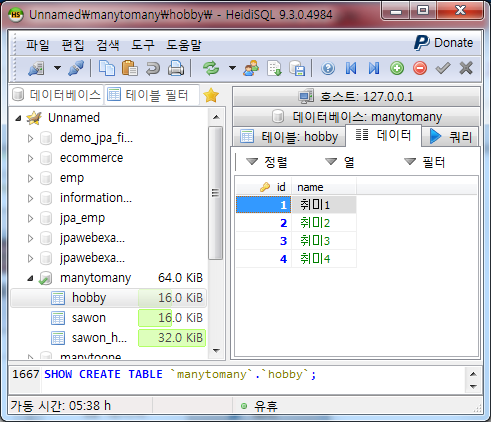 Unnamed₩manytomany₩hobby₩ - HeidiSQL 9.3.0.4984
파일 편집 검색 도구 도움말 Donate
데이터베이스 테이블 필터
Unnamed
demo_jpa_fi...
ecommerce
emp
information...
jpa_emp
jpawebexa...
jpawebexa...
manytomany 64.0 KiB
hobby 16.0 KiB
sawon 16.0 KiB
sawon_h... 32.0 KiB
manytoone
호스트: 127.0.0.1
데이터베이스: manytomany
테이블: hobby 데이터 쿼리
정렬 열 필터
id name
1 취미1
2 취미2
3 취미3
4 취미4
1667 SHOW CREATE TABLE `manytomany`.`hobby`;
가동 시간: 05:38 h 유휴